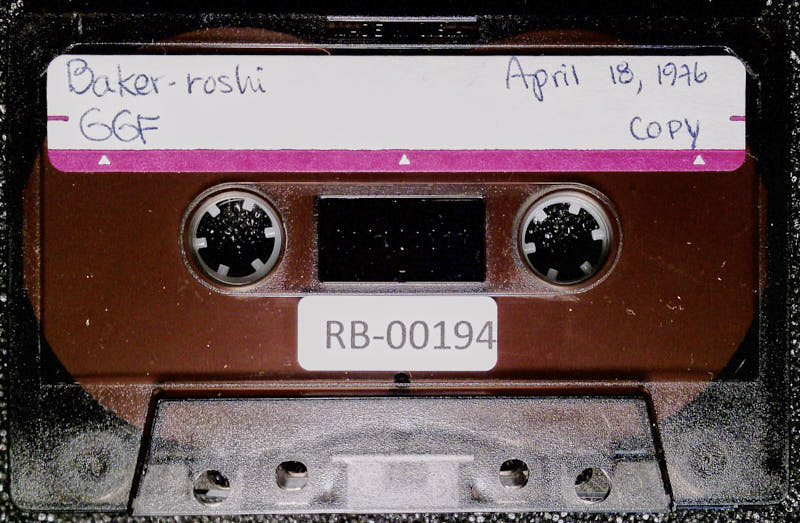 Baker-roshi
April 18, 1976
GGF
copy
RB-00194